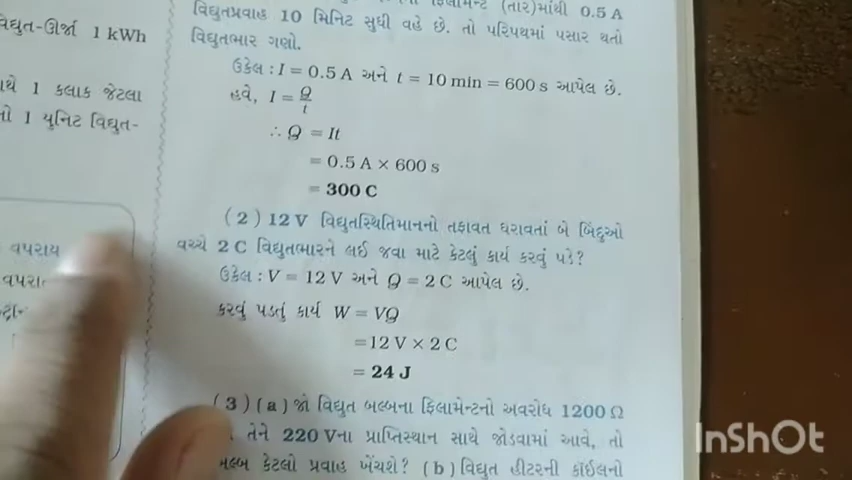 વિદ્યુત-ઊર્જા 1 kWh
સાથે 1 કલાક જેટલા
1 યુનિટ વિદ્યુત-
વપરાય
(તાર)માંથી 0.5 A
વિદ્યુતપ્રવાહ 10 મિનિટ સુધી વહે છે. તો પરિપથમાં પસાર થતો
વિદ્યુતભાર ગણો.
ઉકેલ : I = 0.5 A અને t = 10 min = 600 s આપેલ છે.
હવે, I = Q/t
∴ Q = It
= 0.5 A × 600 s
= 300 C
(2) 12 V વિદ્યુતસ્થિતિમાનનો તફાવત ધરાવતાં બે બિંદુઓ
વચ્ચે 2 C વિદ્યુતભારને લઈ જવા માટે કેટલું કાર્ય કરવું પડે?
ઉકેલ : V = 12 V અને Q = 2 C આપેલ છે.
કરવું પડતું કાર્ય W = VQ
=12 V × 2 C
= 24 J
(3) (a) જો વિદ્યુત બલ્બના ફિલામેન્ટનો અવરોધ 1200 Ω
તેને 220 Vના પ્રાપ્તિસ્થાન સાથે જોડવામાં આવે, તો
બલ્બ કેટલો પ્રવાહ ખેંચશે? (b) વિદ્યુત હીટરની કૉઇલનો
InShOt